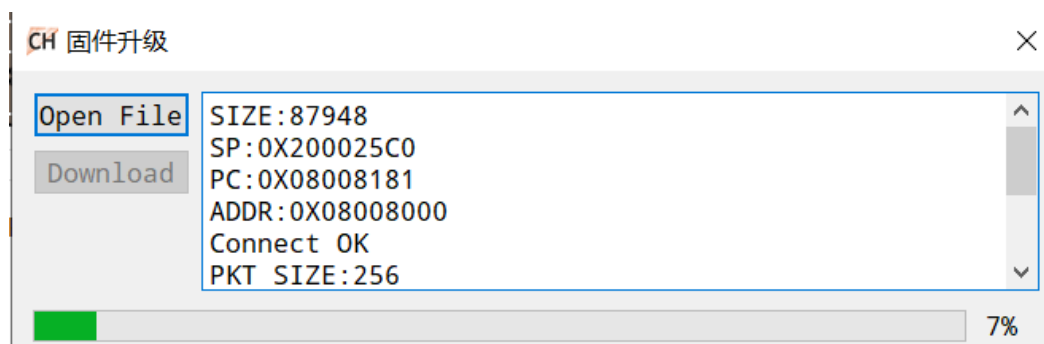 CH 固件升级
Open File
Download
SIZE:87948
SP:0X200025C0
PC:0X08008181
ADDR:0X08008000
Connect OK
PKT SIZE:256
7%